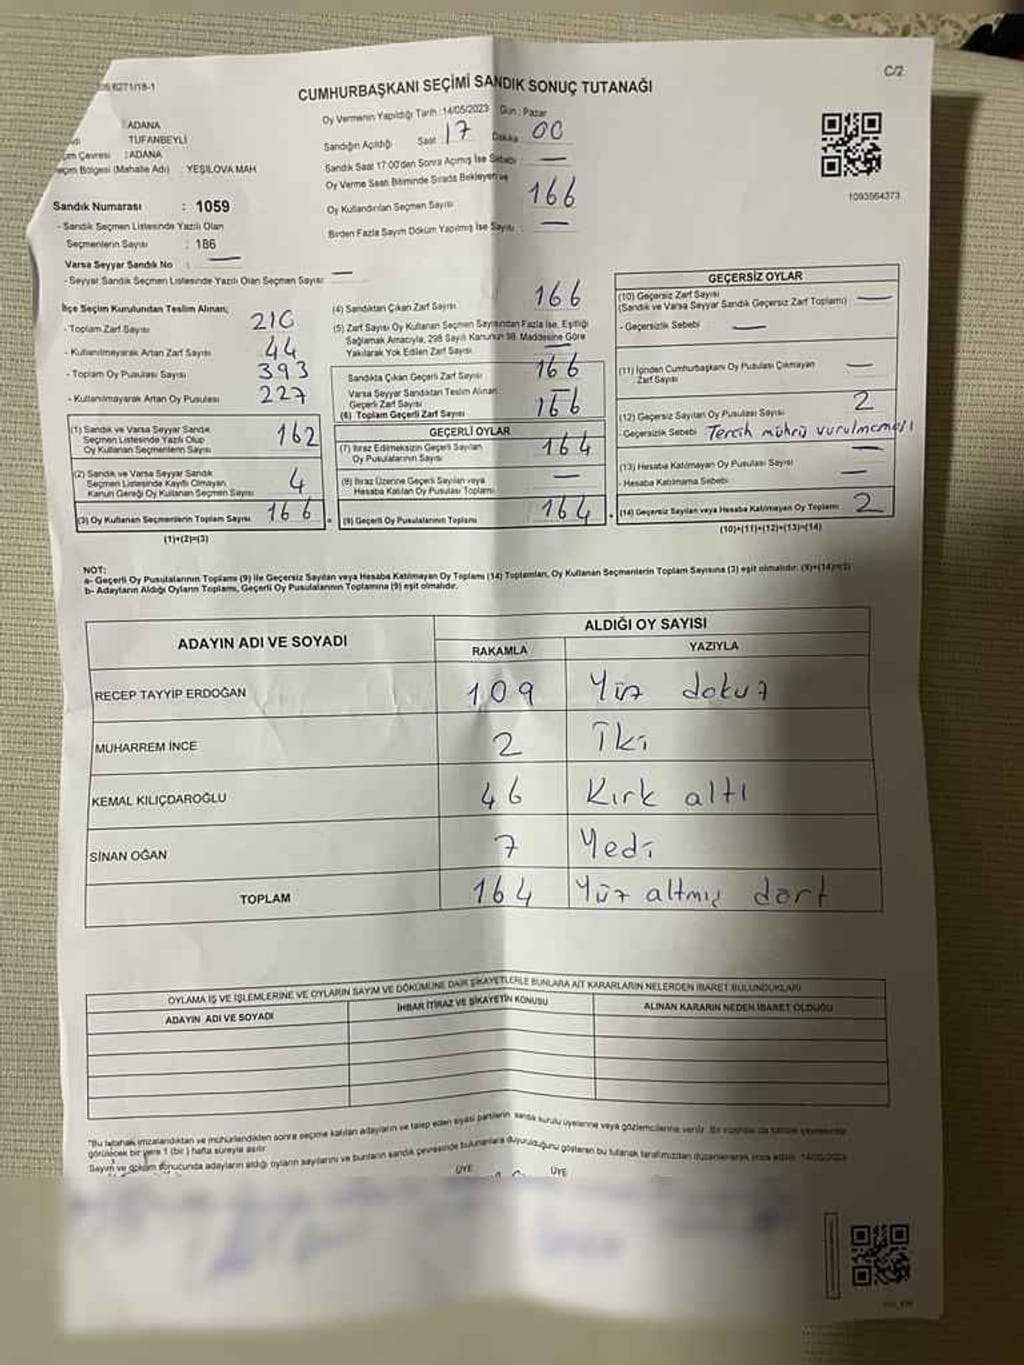 6271/18-1
C/2
CUMHURBAŞKANI SEÇİMİ SANDIK SONUÇ TUTANAĞI
: ADANA
TUFANBEYLİ
Çevresi : ADANA
Bölgesi (Mahalle Adı) YEŞİLOVA MAH
Sandık Numarası : 1059
- Sandık Seçmen Listesinde Yazılı Olan
Seçmenlerin Sayısı : 186
Varsa Seyyar Sandık No : —
- Seyyar Sandık Seçmen Listesinde Yazılı Olan Seçmen Sayısı: —
Oy Vermenin Yapıldığı Tarih :14/05/2023 Gün : Pazar
Sandığın Açıldığı Saat : 17 Dakika : 00
Sandık Saat 17:00'den Sonra Açılmış İse Sebebi : —
Oy Verme Saati Bitiminde Sırada Bekleyen ve
Oy Kullandırılan Seçmen Sayısı 166
Birden Fazla Sayım Döküm Yapılmış İse Sayısı : —
1093564373
İlçe Seçim Kurulundan Teslim Alınan;
- Toplam Zarf Sayısı 210
- Kullanılmayarak Artan Zarf Sayısı 44
- Toplam Oy Pusulası Sayısı 393
- Kullanılmayarak Artan Oy Pusulası 227
(1) Sandık ve Varsa Seyyar Sandık
Seçmen Listesinde Yazılı Olup
Oy Kullanan Seçmenlerin Sayısı 162
(2) Sandık ve Varsa Seyyar Sandık
Seçmen Listesinde Kayıtlı Olmayan
Kanun Gereği Oy Kullanan Seçmen Sayısı 4
(3) Oy Kullanan Seçmenlerin Toplam Sayısı 166
(1)+(2)=(3)
(4) Sandıktan Çıkan Zarf Sayısı 166
(5) Zarf Sayısı Oy Kullanan Seçmen Sayısından Fazla İse, Eşitliği
Sağlamak Amacıyla, 298 Sayılı Kanunun 98. Maddesine Göre
Yakılarak Yok Edilen Zarf Sayısı —
Sandıkta Çıkan Geçerli Zarf Sayısı 166
Varsa Seyyar Sandıktan Teslim Alınan
Geçerli Zarf Sayısı —
(6) Toplam Geçerli Zarf Sayısı 166
GEÇERLİ OYLAR
(7) İtiraz Edilmeksizin Geçerli Sayılan
Oy Pusulalarının Sayısı 164
(8) İtiraz Üzerine Geçerli Sayılan veya
Hesaba Katılan Oy Pusulası Toplamı —
= (9) Geçerli Oy Pusulalarının Toplamı 164
GEÇERSİZ OYLAR
(10) Geçersiz Zarf Sayısı —
(Sandık ve Varsa Seyyar Sandık Geçersiz Zarf Toplamı)
- Geçersizlik Sebebi —
(11) İçinden Cumhurbaşkanı Oy Pusulası Çıkmayan
Zarf Sayısı —
(12) Geçersiz Sayılan Oy Pusulası Sayısı 2
- Geçersizlik Sebebi Tercih mührü vurulmaması
(13) Hesaba Katılmayan Oy Pusulası Sayısı —
- Hesaba Katılmama Sebebi —
+ (14) Geçersiz Sayılan veya Hesaba Katılmayan Oy Toplamı 2
(10)+(11)+(12)+(13)=(14)
NOT:
a- Geçerli Oy Pusulalarının Toplamı (9) ile Geçersiz Sayılan veya Hesaba Katılmayan Oy Toplamı (14) Toplamları, Oy Kullanan Seçmenlerin Toplam Sayısına (3) eşit olmalıdır. (9)+(14)=(3)
b- Adayların Aldığı Oyların Toplamı, Geçerli Oy Pusulalarının Toplamına (9) eşit olmalıdır.
ADAYIN ADI VE SOYADI ALDIĞI OY SAYISI
RAKAMLA YAZIYLA
RECEP TAYYİP ERDOĞAN 109 Yüz dokuz
MUHARREM İNCE 2 İki
KEMAL KILIÇDAROĞLU 46 Kırk altı
SİNAN OĞAN 7 Yedi
TOPLAM 164 Yüz altmış dört
OYLAMA İŞ VE İŞLEMLERİNE VE OYLARIN SAYIM VE DÖKÜMÜNE DAİR ŞİKAYETLERLE BUNLARA AİT KARARLARIN NELERDEN İBARET BULUNDUKLARI
ADAYIN ADI VE SOYADI İHBAR İTİRAZ VE ŞİKAYETİN KONUSU ALINAN KARARIN NEDEN İBARET OLDUĞU
*Bu tutanak imzalandıktan ve mühürlendikten sonra seçime katılan adayların ve talep eden siyasi partilerin sandık kurulu üyelerine veya gözlemcilerine verilir. Bir nüshası da sandık çevresinde
görülecek bir yere 1 (bir) hafta süreyle asılır
Sayım ve döküm sonucunda adayların aldığı oyların sayılarını ve bunların sandık çevresinde bulunanlara duyurulduğunu gösteren bu tutanak tarafımızdan düzenlenerek imza edildi. 14/05/2023
ÜYE ÜYE